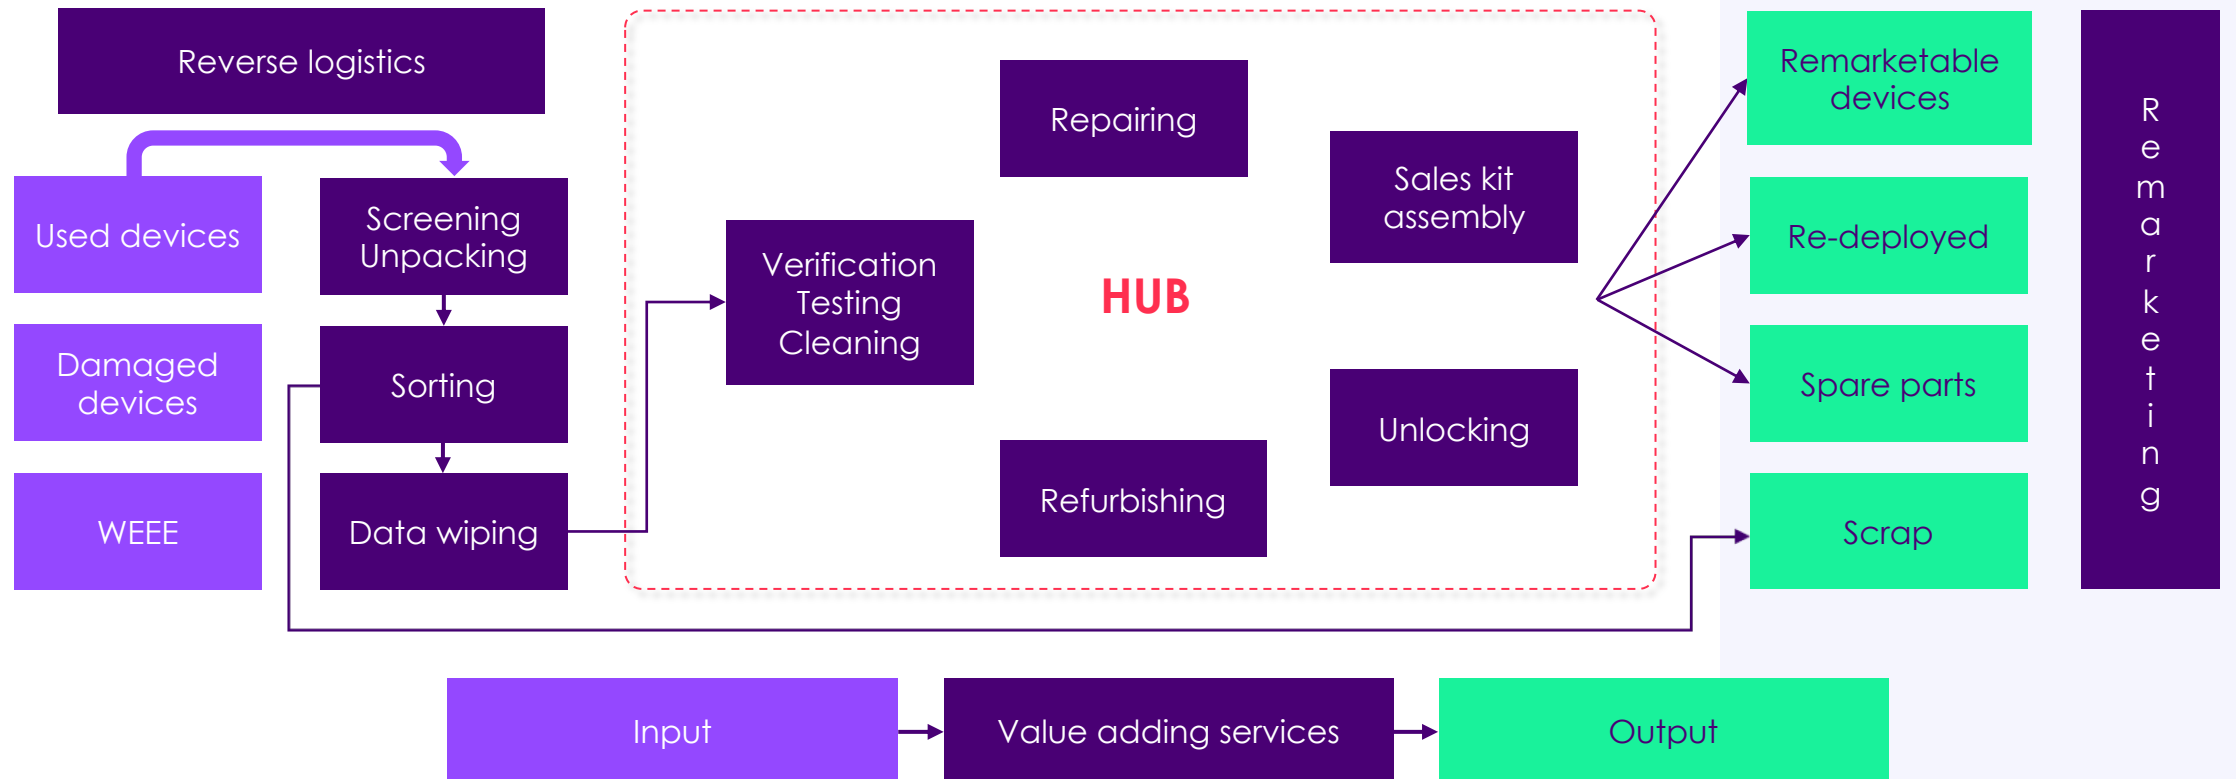 Reverse logistics
Used devices
Damaged
devices
WEEE
Screening
Unpacking
Sorting
Data wiping
Verification
Testing
Cleaning
Repairing
HUB
Refurbishing
Sales kit
assembly
Unlocking
Remarketable
devices
Re-deployed
Spare parts
Scrap
Remarketing
Input
Value adding services
Output